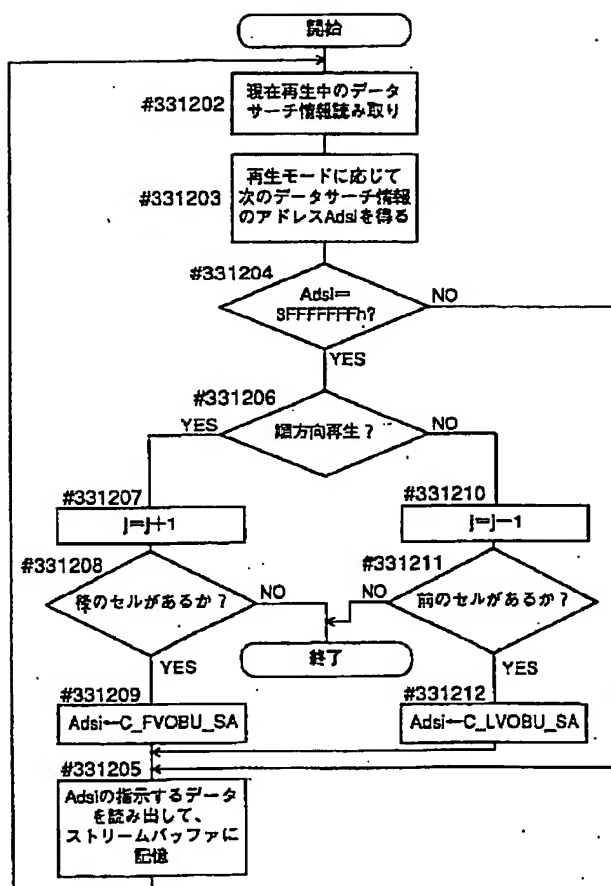 開始
#331202
現在再生中のデータ
サーチ情報読み取り
#331203
再生モードに応じて
次のデータサーチ情報
のアドレスAdsiを得る
#331204
Adsi=
3FFFFFFFh?
NO
YES
#331206
順方向再生?
YES
NO
#331207
j=j+1
#331210
j=j−1
#331208
後のセルがあるか?
NO
YES
#331211
前のセルがあるか?
NO
YES
終了
#331209
Adsi←C_FVOBU_SA
#331212
Adsi←C_LVOBU_SA
#331205
Adsiの指示するデータ
を読み出して、
ストリームバッファに
記憶